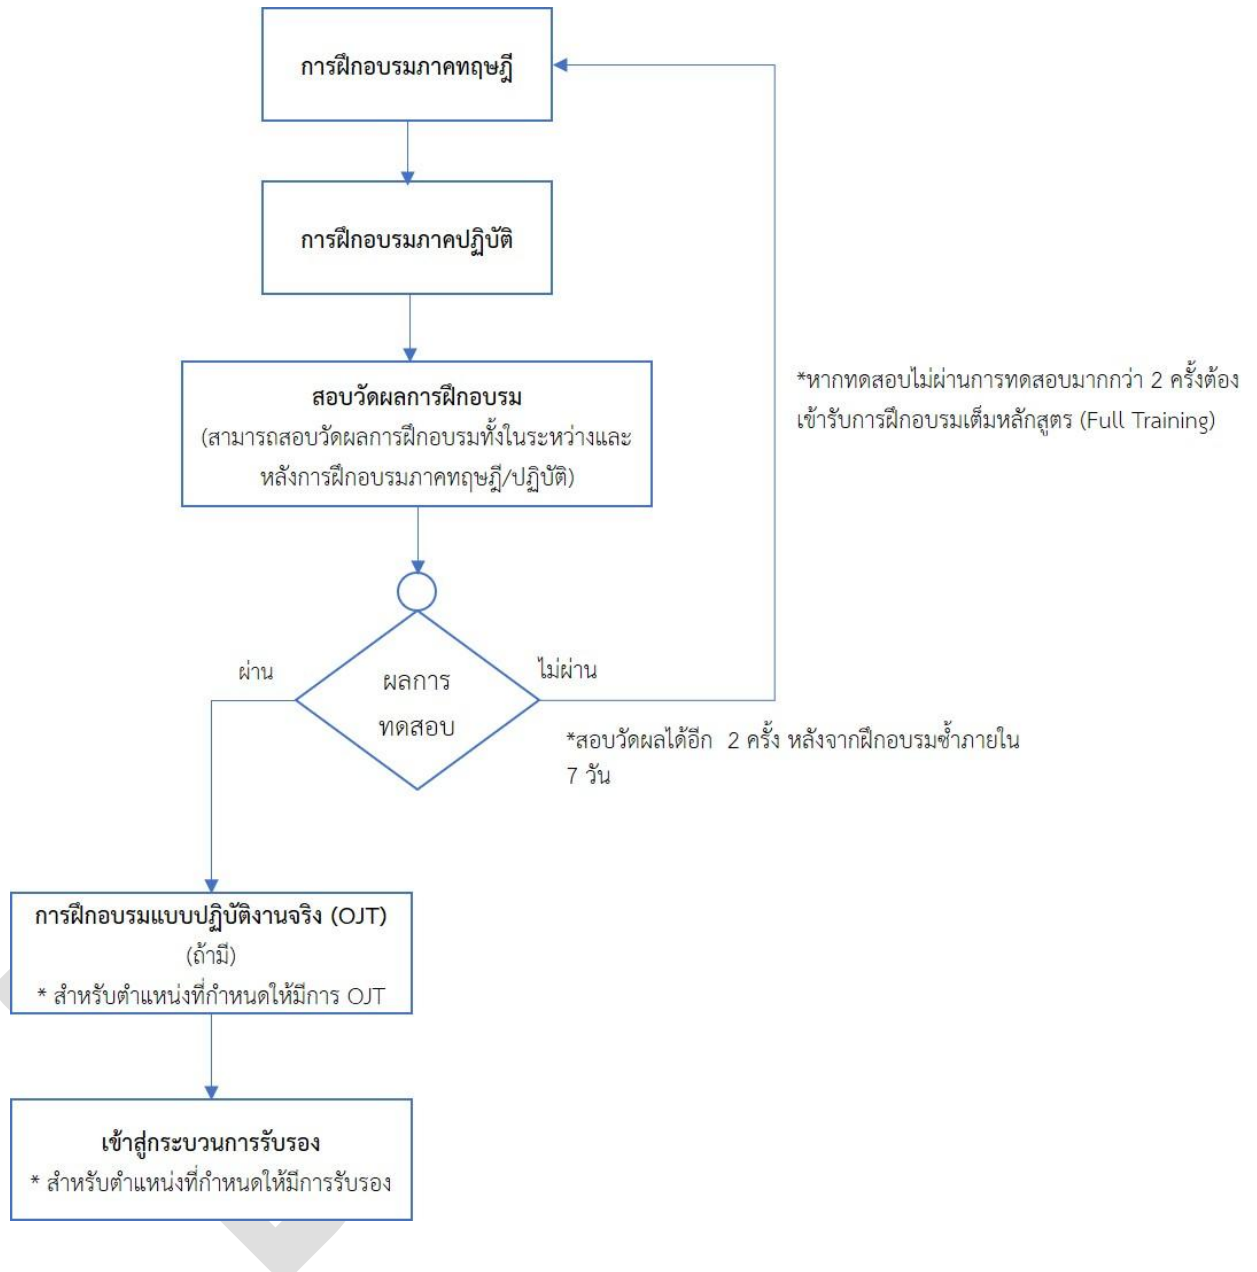 การฝึกอบรมภาคทฤษฎี
การฝึกอบรมภาคปฏิบัติ
*หากทดสอบไม่ผ่านการทดสอบมากกว่า 2 ครั้งต้อง
เข้ารับการฝึกอบรมเต็มหลักสูตร (Full Training)
สอบวัดผลการฝึกอบรม
(สามารถสอบวัดผลการฝึกอบรมทั้งในระหว่างและ
หลังการฝึกอบรมภาคทฤษฎี/ปฏิบัติ)
ผ่าน
ผลการ
ทดสอบ
ไม่ผ่าน
*สอบวัดผลได้อีก 2 ครั้ง หลังจากฝึกอบรมซ้ำภายใน
7 วัน
การฝึกอบรมแบบปฏิบัติงานจริง (OJT)
(ถ้ามี)
* สำหรับตำแหน่งที่กำหนดให้มีการ OJT
เข้าสู่กระบวนการรับรอง
* สำหรับตำแหน่งที่กำหนดให้มีการรับรอง